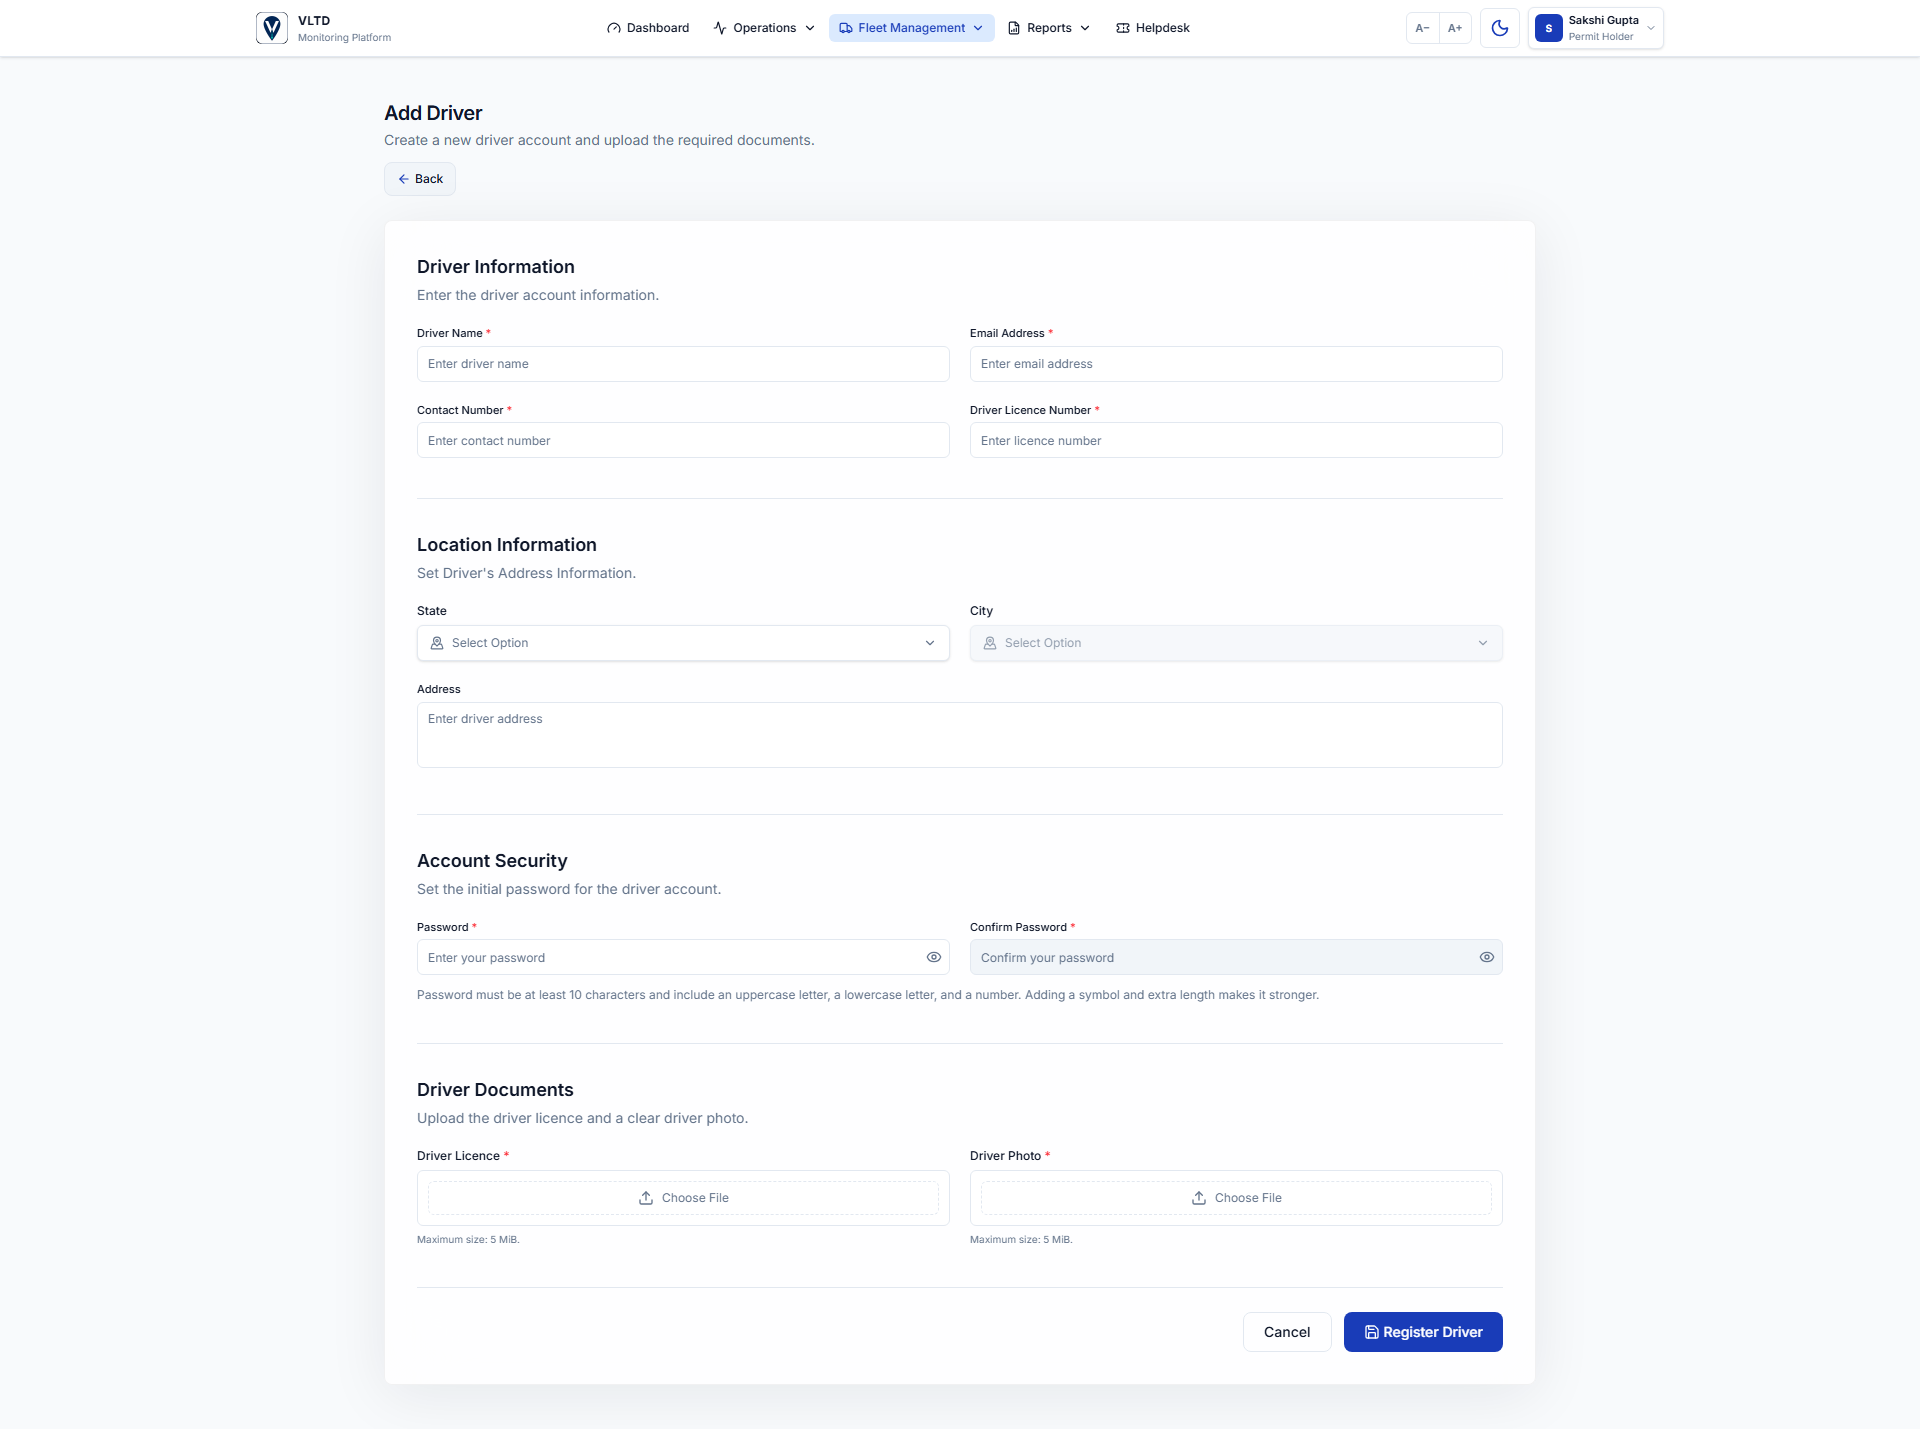 VLTD
Monitoring Platform
Dashboard
Operations
Fleet Management
Reports
Helpdesk
A-
A+
S
Sakshi Gupta
Permit Holder
Add Driver
Create a new driver account and upload the required documents.
Back
Driver Information
Enter the driver account information.
Driver Name *
Email Address *
Enter driver name
Enter email address
Contact Number *
Driver Licence Number *
Enter contact number
Enter licence number
Location Information
Set Driver's Address Information.
State
City
Select Option
Select Option
Address
Enter driver address
Account Security
Set the initial password for the driver account.
Password *
Confirm Password *
Enter your password
Confirm your password
Password must be at least 10 characters and include an uppercase letter, a lowercase letter, and a number. Adding a symbol and extra length makes it stronger.
Driver Documents
Upload the driver licence and a clear driver photo.
Driver Licence *
Driver Photo *
Choose File
Choose File
Maximum size: 5 MiB.
Maximum size: 5 MiB.
Cancel
Register Driver